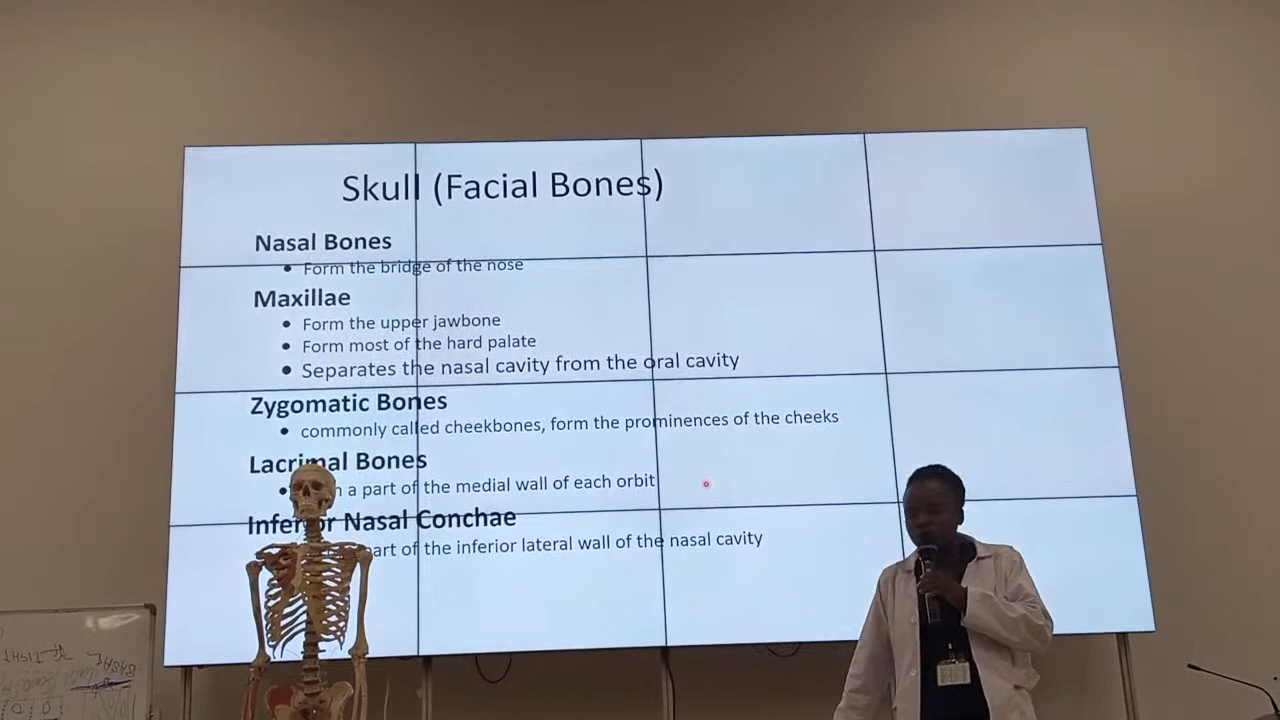 Skull (Facial Bones)
Nasal Bones
• Form the bridge of the nose
Maxillae
• Form the upper jawbone
• Form most of the hard palate
• Separates the nasal cavity from the oral cavity
Zygomatic Bones
• commonly called cheekbones, form the prominences of the cheeks
Lacrimal Bones
• a part of the medial wall of each orbit
Inferior Nasal Conchae
part of the inferior lateral wall of the nasal cavity